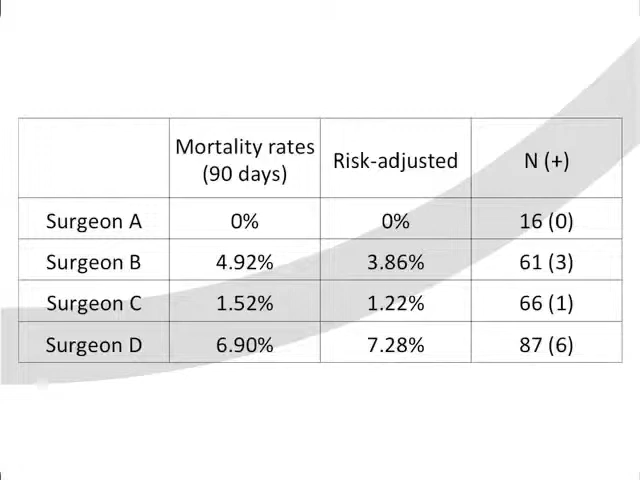 Mortality rates
(90 days)
Risk-adjusted
N (+)
Surgeon A 0% 0% 16 (0)
Surgeon B 4.92% 3.86% 61 (3)
Surgeon C 1.52% 1.22% 66 (1)
Surgeon D 6.90% 7.28% 87 (6)